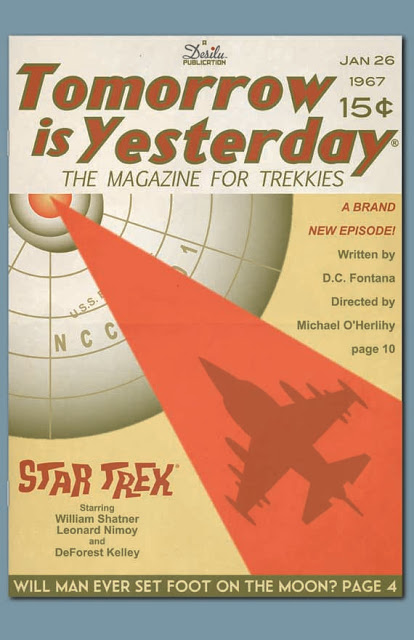 A
Desilu
PUBLICATION
JAN 26
1967
15¢
Tomorrow
is Yesterday®
THE MAGAZINE FOR TREKKIES
A BRAND
NEW EPISODE!
Written by
D.C. Fontana
Directed by
Michael O'Herlihy
page 10
U.S.S.
NCC
01
STAR TREK®
Starring
William Shatner
Leonard Nimoy
and
DeForest Kelley
WILL MAN EVER SET FOOT ON THE MOON? PAGE 4